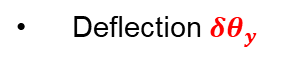 • Deflection δθy